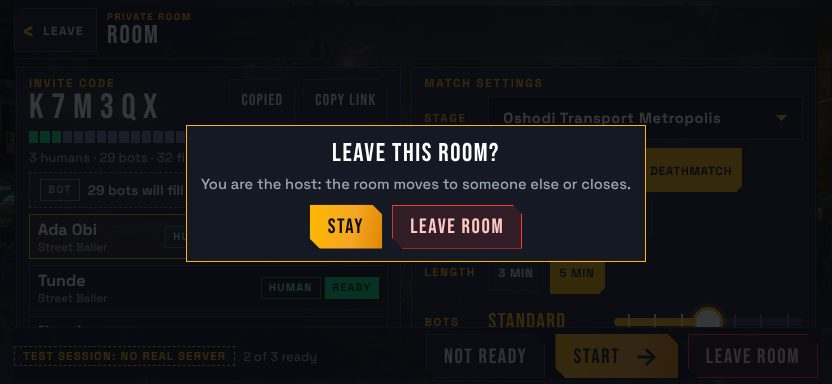 < LEAVE
PRIVATE ROOM
ROOM
INVITE CODE
K7M3QX
COPIED
COPY LINK
3 humans · 29 bots · 32
BOT
29 bots will fill
Ada Obi
Street Baller
Tunde
Street Baller
HUMAN
READY
MATCH SETTINGS
STAGE
Oshodi Transport Metropolis
DEATHMATCH
LENGTH
3 MIN
5 MIN
BOTS
STANDARD
LEAVE THIS ROOM?
You are the host: the room moves to someone else or closes.
STAY
LEAVE ROOM
TEST SESSION: NO REAL SERVER
2 of 3 ready
NOT READY
START →
LEAVE ROOM